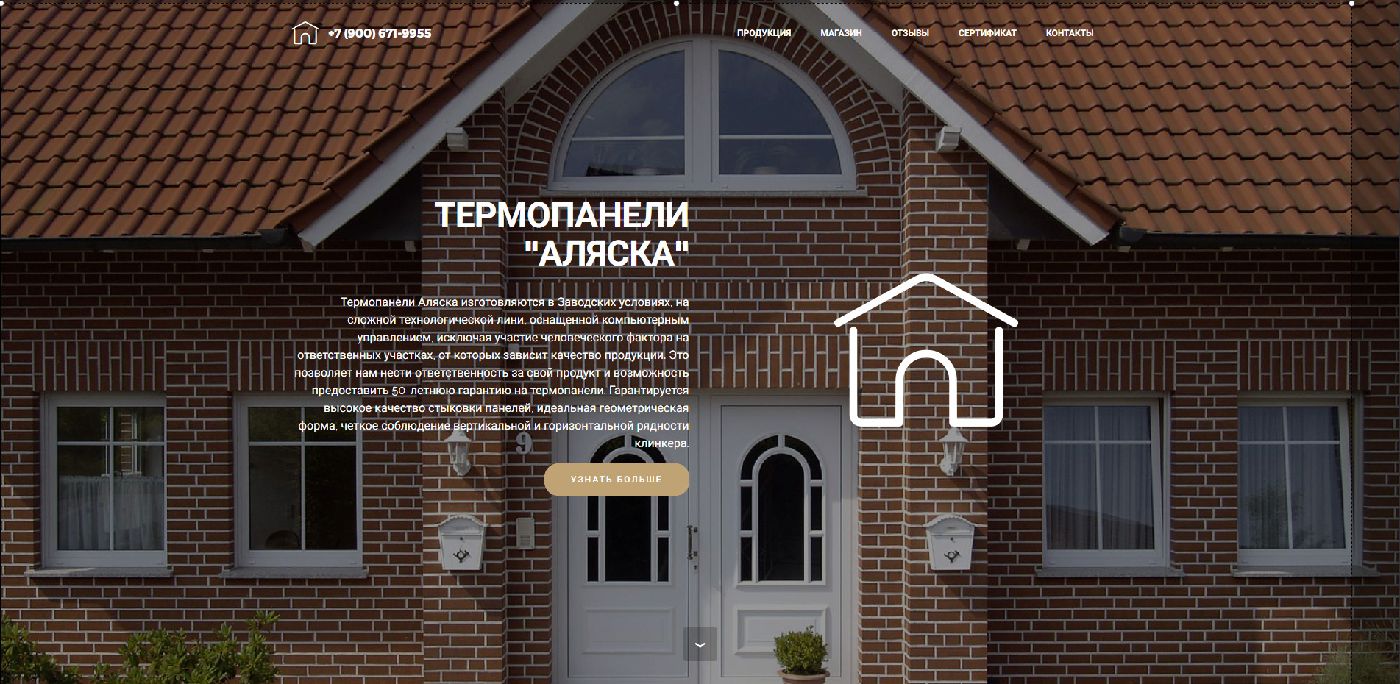 +7 (900) 671-9955
ПРОДУКЦИЯ МАГАЗИН ОТЗЫВЫ СЕРТИФИКАТ КОНТАКТЫ
ТЕРМОПАНЕЛИ
"АЛЯСКА"
Термопанели Аляска изготовляются в Заводских условиях, на
сложной технологической лини, оснащенной компьютерным
управлением, исключая участие человеческого фактора на
ответственных участках, от которых зависит качество продукции. Это
позволяет нам нести ответственность за свой продукт и возможность
предоставить 50-летнюю гарантию на термопанели. Гарантируется
высокое качество стыковки панелей, идеальная геометрическая
форма, четкое соблюдение вертикальной и горизонтальной рядности
клинкера.
9
УЗНАТЬ БОЛЬШЕ